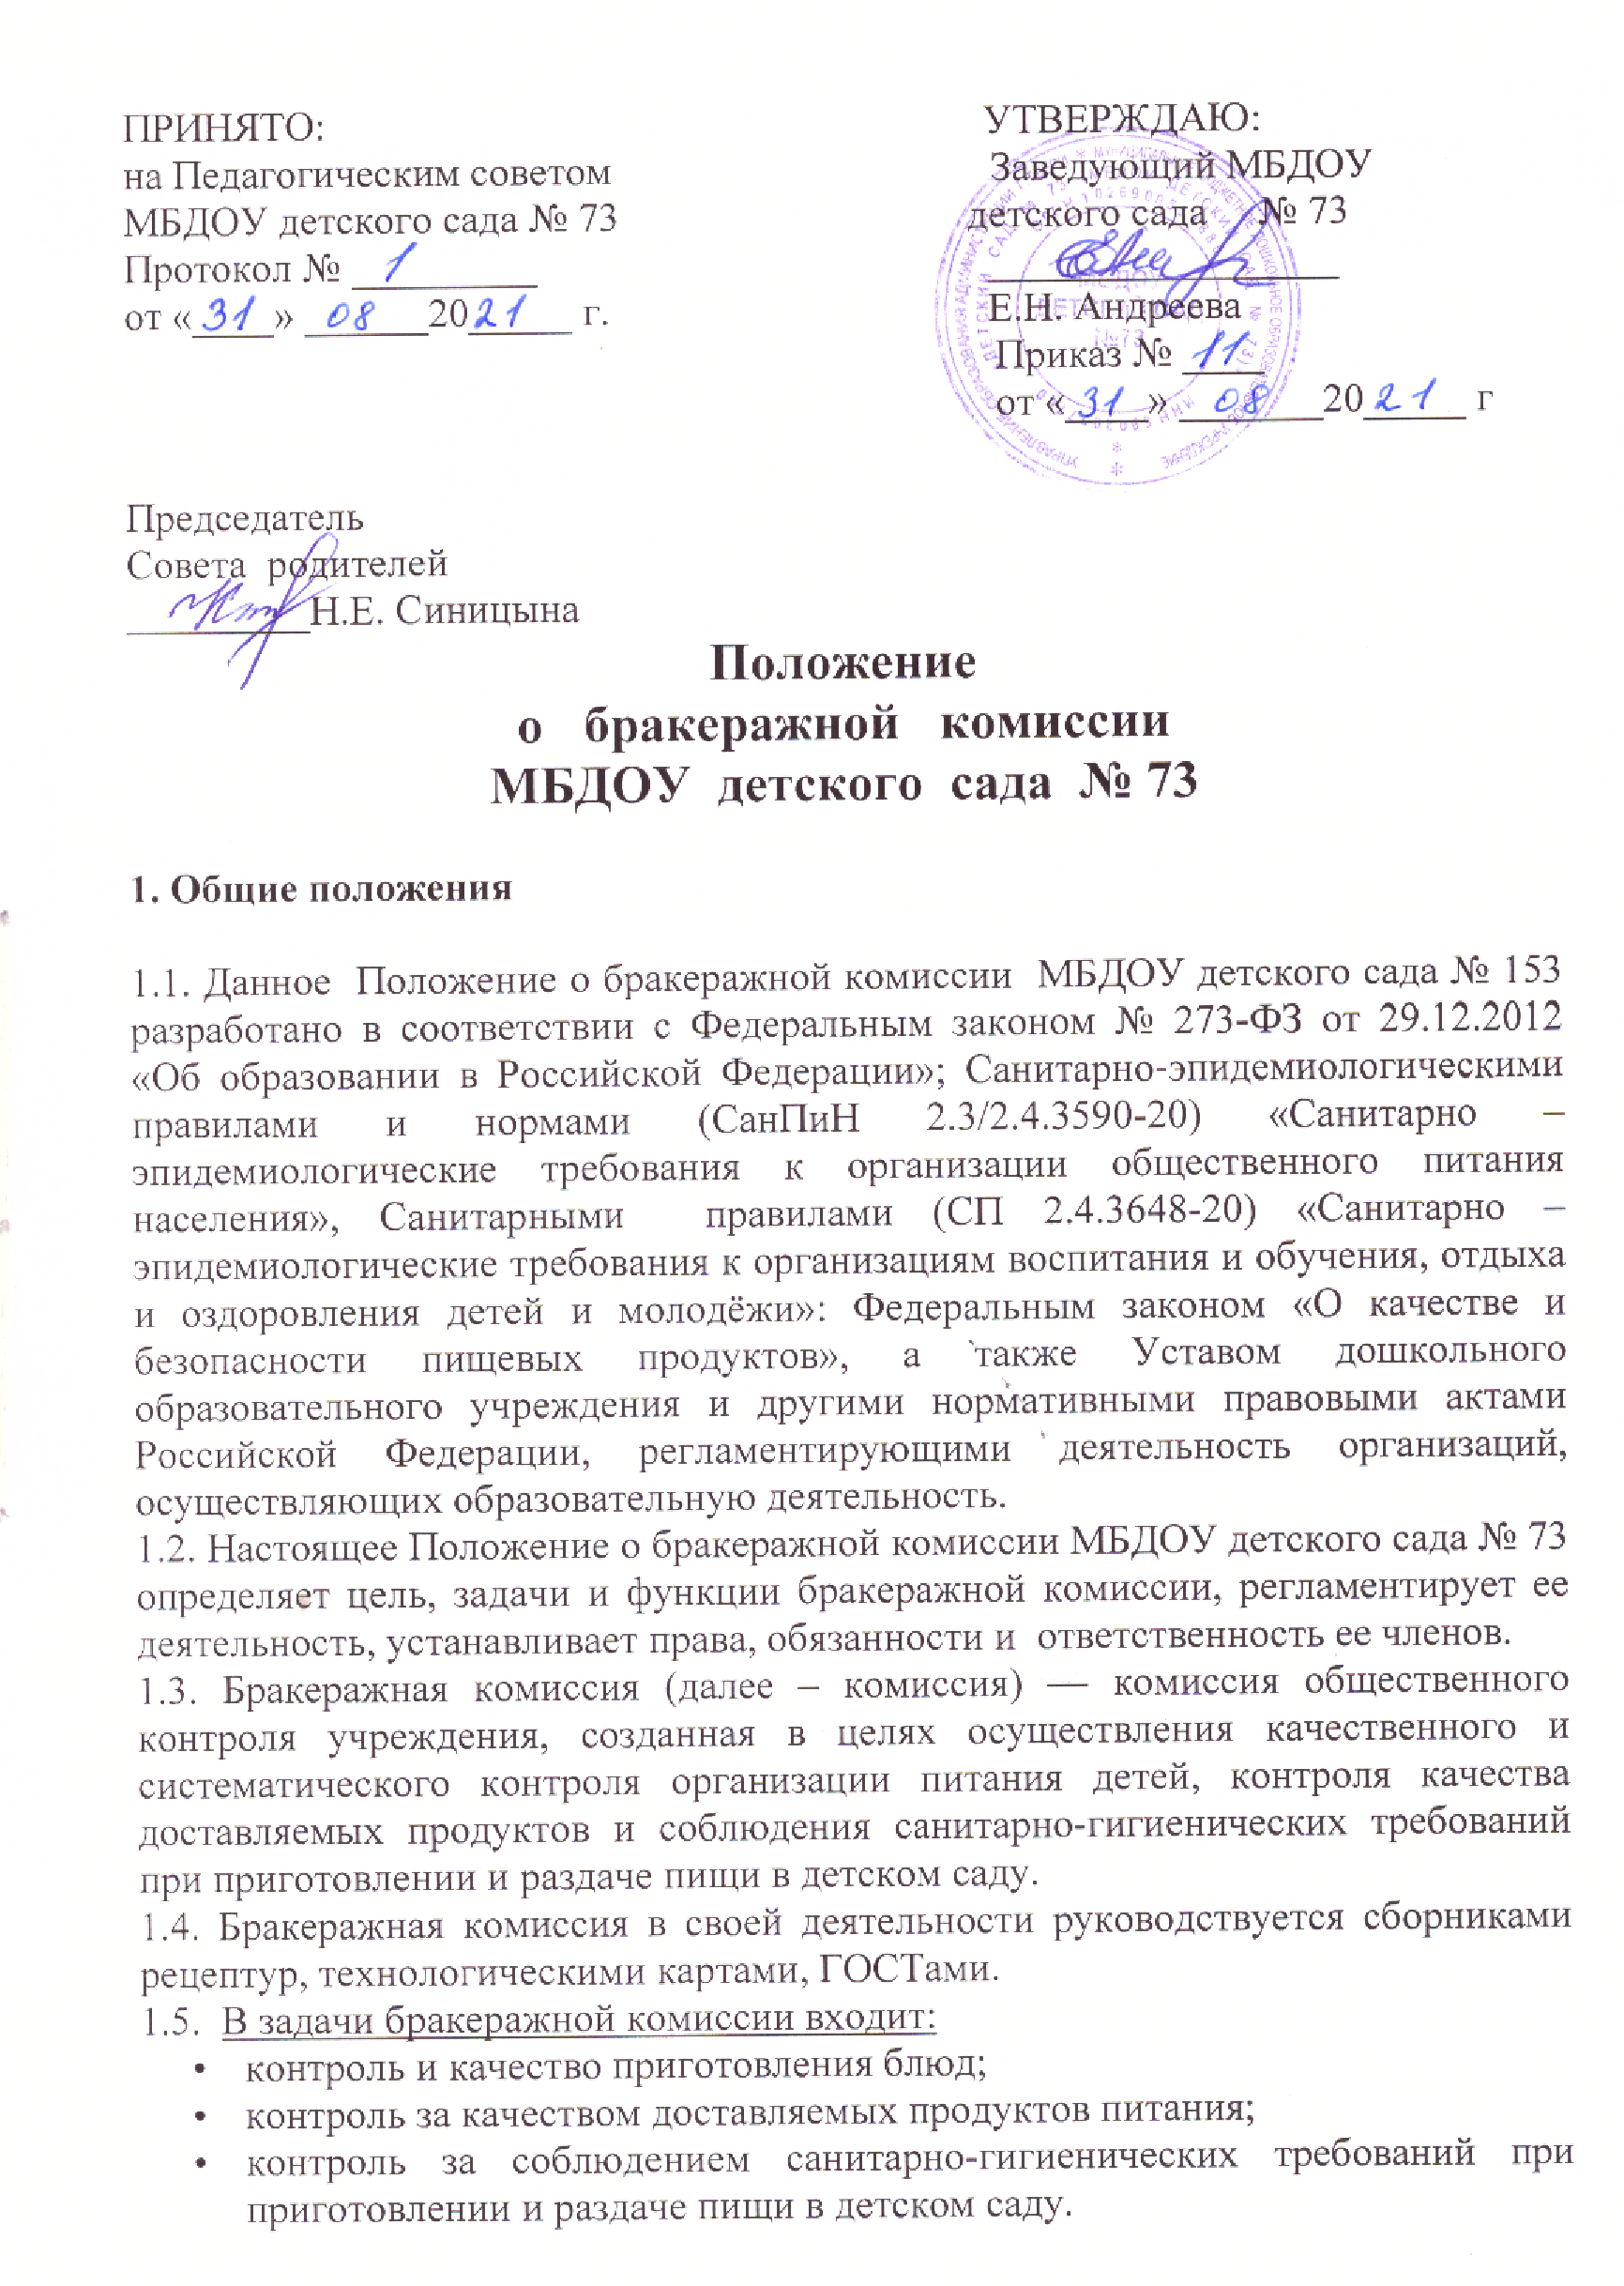 ПРИНЯТО:
на Педагогическим советом
МБДОУ детского сада № 73
Протокол № 1
от «31» 08 2021 г.
УТВЕРЖДАЮ:
Заведующий МБДОУ
детского сада № 73
Е.Н. Андреева
Приказ № 11
от «31» 08 2021 г
Председатель
Совета родителей
Н.Е. Синицына
Положение
о бракеражной комиссии
МБДОУ детского сада № 73
1. Общие положения
1.1. Данное Положение о бракеражной комиссии МБДОУ детского сада № 153
разработано в соответствии с Федеральным законом № 273-ФЗ от 29.12.2012
«Об образовании в Российской Федерации»; Санитарно-эпидемиологическими
правилами и нормами (СанПиН 2.3/2.4.3590-20) «Санитарно –
эпидемиологические требования к организации общественного питания
населения», Санитарными правилами (СП 2.4.3648-20) «Санитарно –
эпидемиологические требования к организациям воспитания и обучения, отдыха
и оздоровления детей и молодёжи»: Федеральным законом «О качестве и
безопасности пищевых продуктов», а также Уставом дошкольного
образовательного учреждения и другими нормативными правовыми актами
Российской Федерации, регламентирующими деятельность организаций,
осуществляющих образовательную деятельность.
1.2. Настоящее Положение о бракеражной комиссии МБДОУ детского сада № 73
определяет цель, задачи и функции бракеражной комиссии, регламентирует ее
деятельность, устанавливает права, обязанности и ответственность ее членов.
1.3. Бракеражная комиссия (далее – комиссия) — комиссия общественного
контроля учреждения, созданная в целях осуществления качественного и
систематического контроля организации питания детей, контроля качества
доставляемых продуктов и соблюдения санитарно-гигиенических требований
при приготовлении и раздаче пищи в детском саду.
1.4. Бракеражная комиссия в своей деятельности руководствуется сборниками
рецептур, технологическими картами, ГОСТами.
1.5. В задачи бракеражной комиссии входит:
• контроль и качество приготовления блюд;
• контроль за качеством доставляемых продуктов питания;
• контроль за соблюдением санитарно-гигиенических требований при
приготовлении и раздаче пищи в детском саду.